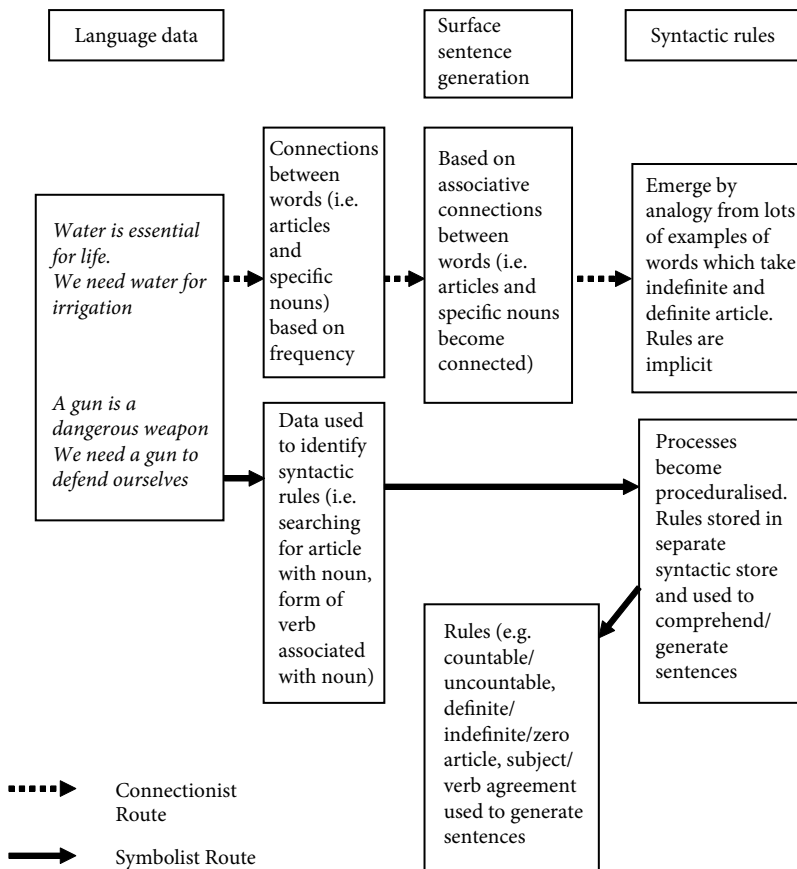 Language data
Surface
sentence
generation
Syntactic rules
Water is essential
for life.
We need water for
irrigation
A gun is a
dangerous weapon
We need a gun to
defend ourselves
Connections
between
words (i.e.
articles
and
specific
nouns)
based on
frequency
Based on
associative
connections
between
words (i.e.
articles and
specific nouns
become
connected)
Emerge by
analogy from lots
of examples of
words which take
indefinite and
definite article.
Rules are
implicit
Data used
to identify
syntactic
rules (i.e.
searching
for article
with noun,
form of
verb
associated
with noun)
Processes
become
proceduralised.
Rules stored in
separate
syntactic store
and used to
comprehend/
generate
sentences
Rules (e.g.
countable/
uncountable,
definite/
indefinite/zero
article, subject/
verb agreement
used to generate
sentences
Connectionist
Route
Symbolist Route